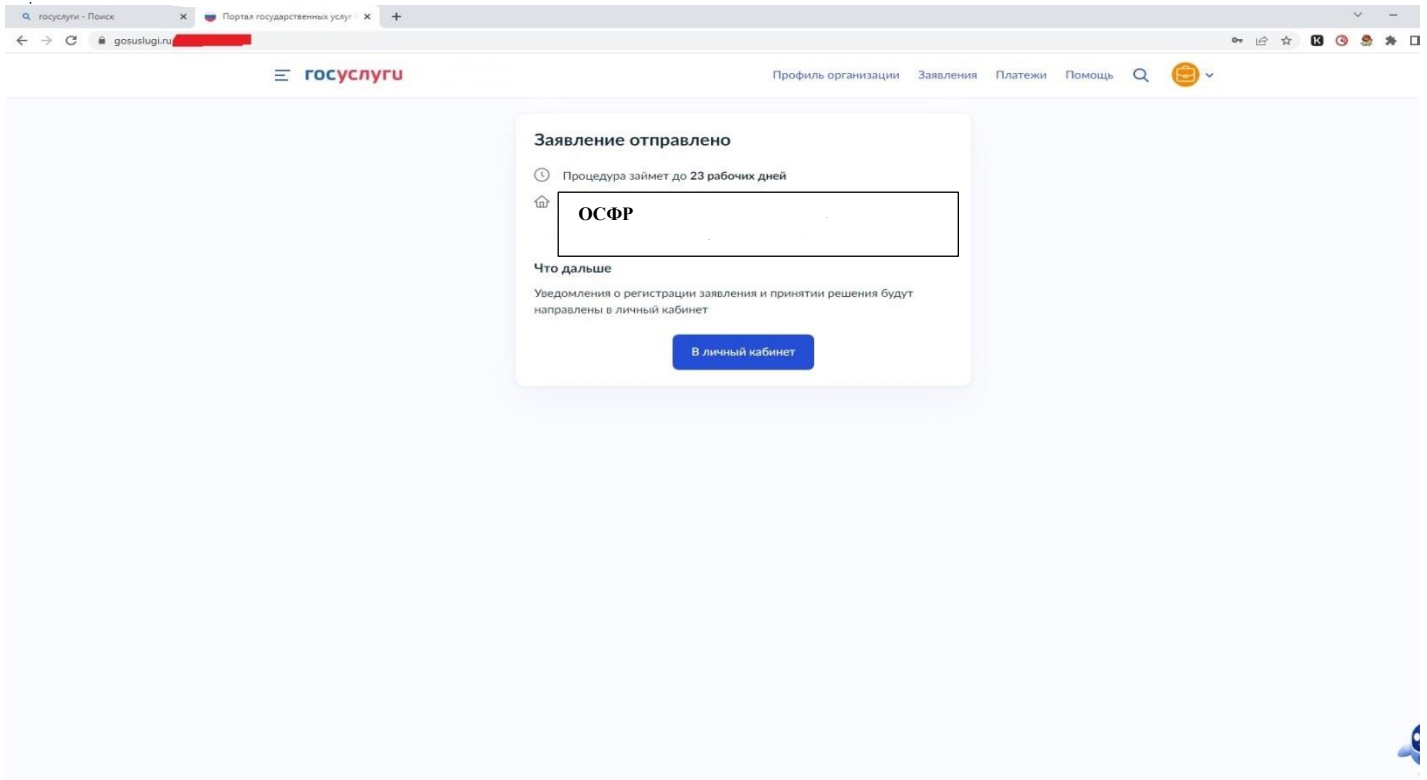 госуслуги - Поиск
Портал государственных услуг
gosuslugi.ru
госуслуги
Профиль организации Заявления Платежи Помощь
Заявление отправлено
Процедура займет до 23 рабочих дней
ОСФР
Что дальше
Уведомления о регистрации заявления и принятии решения будут
направлены в личный кабинет
В личный кабинет